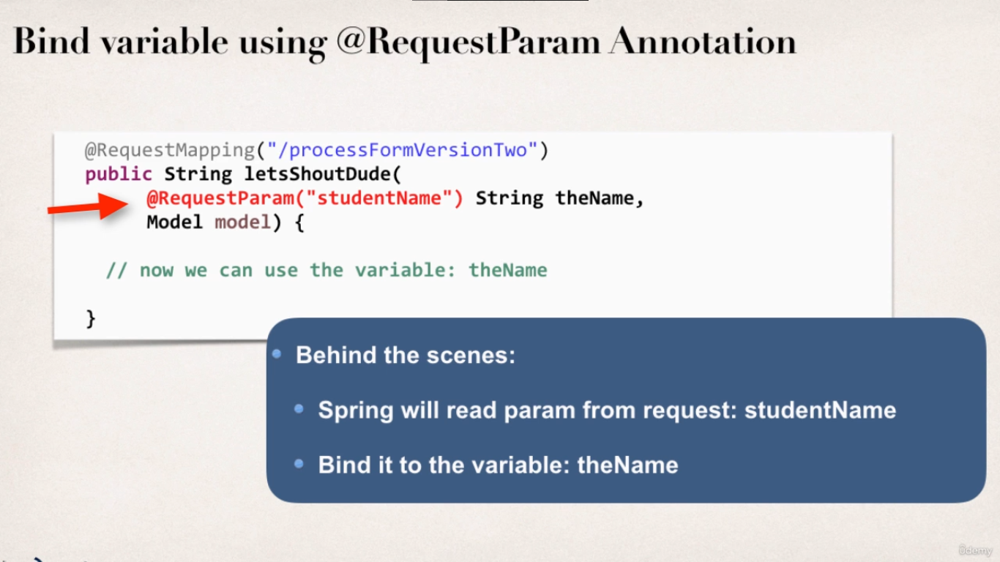 Bind variable using @RequestParam Annotation
@RequestMapping("/processFormVersionTwo")
public String letsShoutDude(
@RequestParam("studentName") String theName,
Model model) {
// now we can use the variable: theName
}
Behind the scenes:
Spring will read param from request: studentName
Bind it to the variable: theName
ûdemy